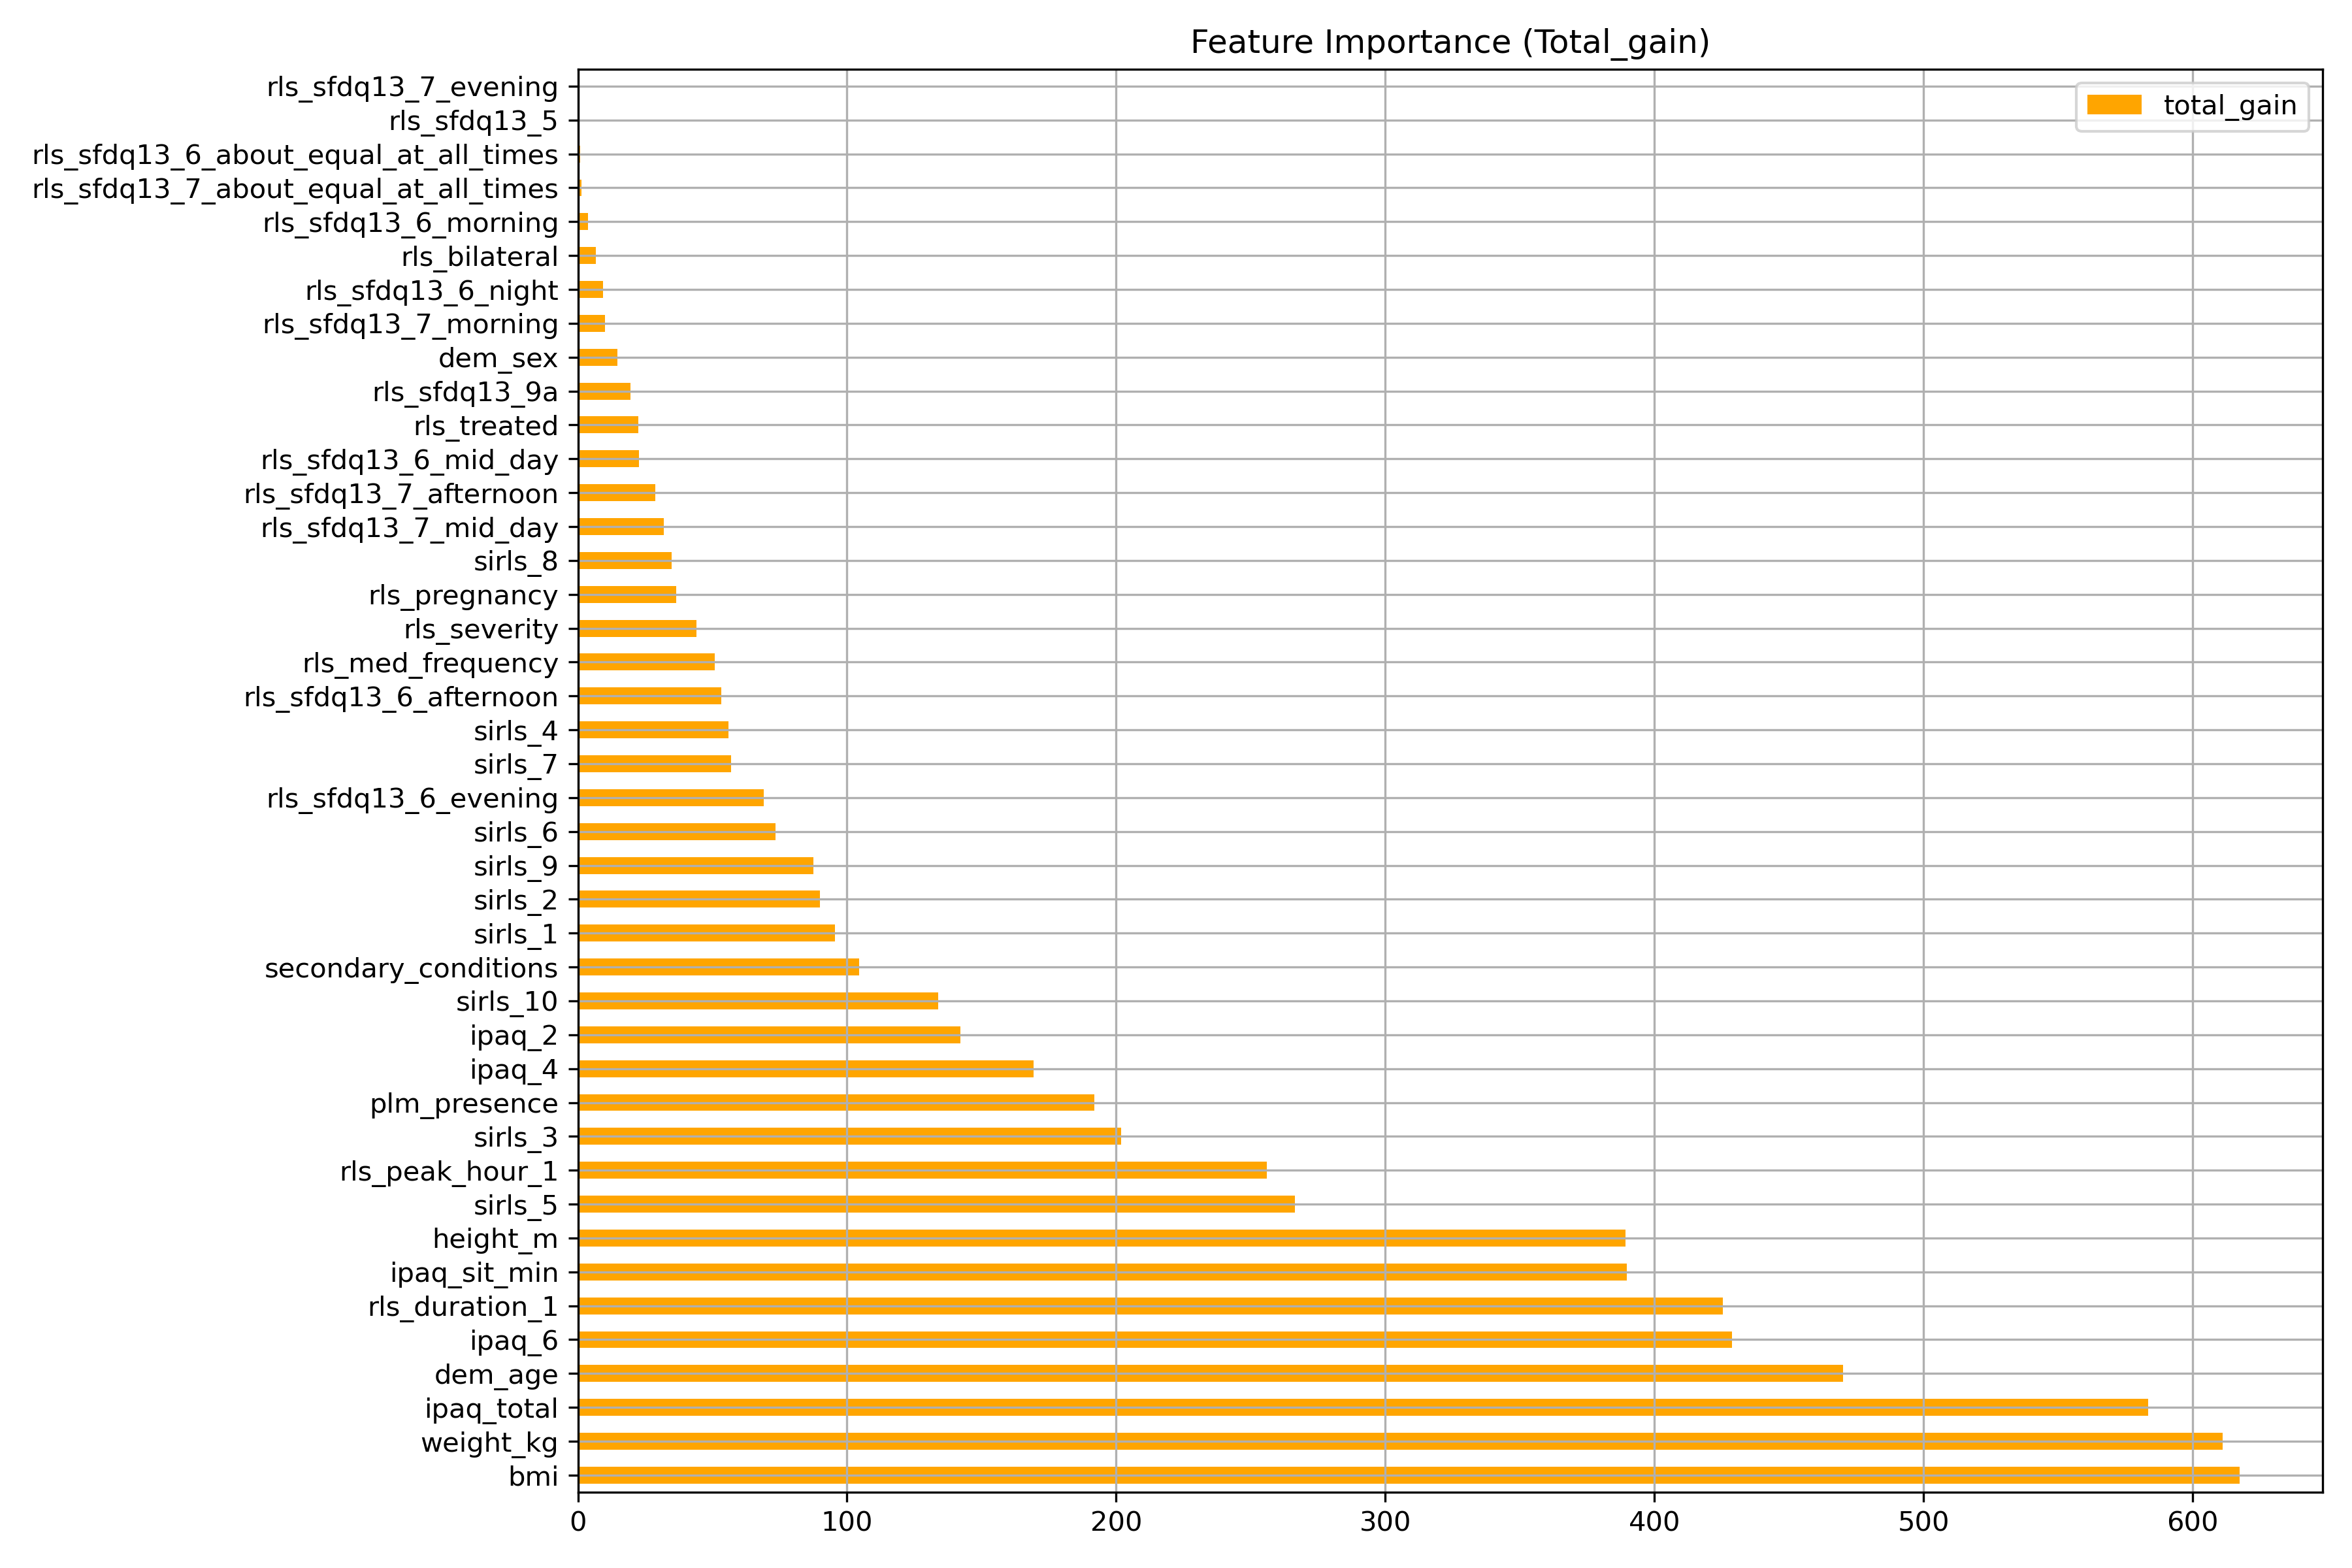 Feature Importance (Total_gain)
total_gain
rls_sfdq13_7_evening
rls_sfdq13_5
rls_sfdq13_6_about_equal_at_all_times
rls_sfdq13_7_about_equal_at_all_times
rls_sfdq13_6_morning
rls_bilateral
rls_sfdq13_6_night
rls_sfdq13_7_morning
dem_sex
rls_sfdq13_9a
rls_treated
rls_sfdq13_6_mid_day
rls_sfdq13_7_afternoon
rls_sfdq13_7_mid_day
sirls_8
rls_pregnancy
rls_severity
rls_med_frequency
rls_sfdq13_6_afternoon
sirls_4
sirls_7
rls_sfdq13_6_evening
sirls_6
sirls_9
sirls_2
sirls_1
secondary_conditions
sirls_10
ipaq_2
ipaq_4
plm_presence
sirls_3
rls_peak_hour_1
sirls_5
height_m
ipaq_sit_min
rls_duration_1
ipaq_6
dem_age
ipaq_total
weight_kg
bmi
0 100 200 300 400 500 600